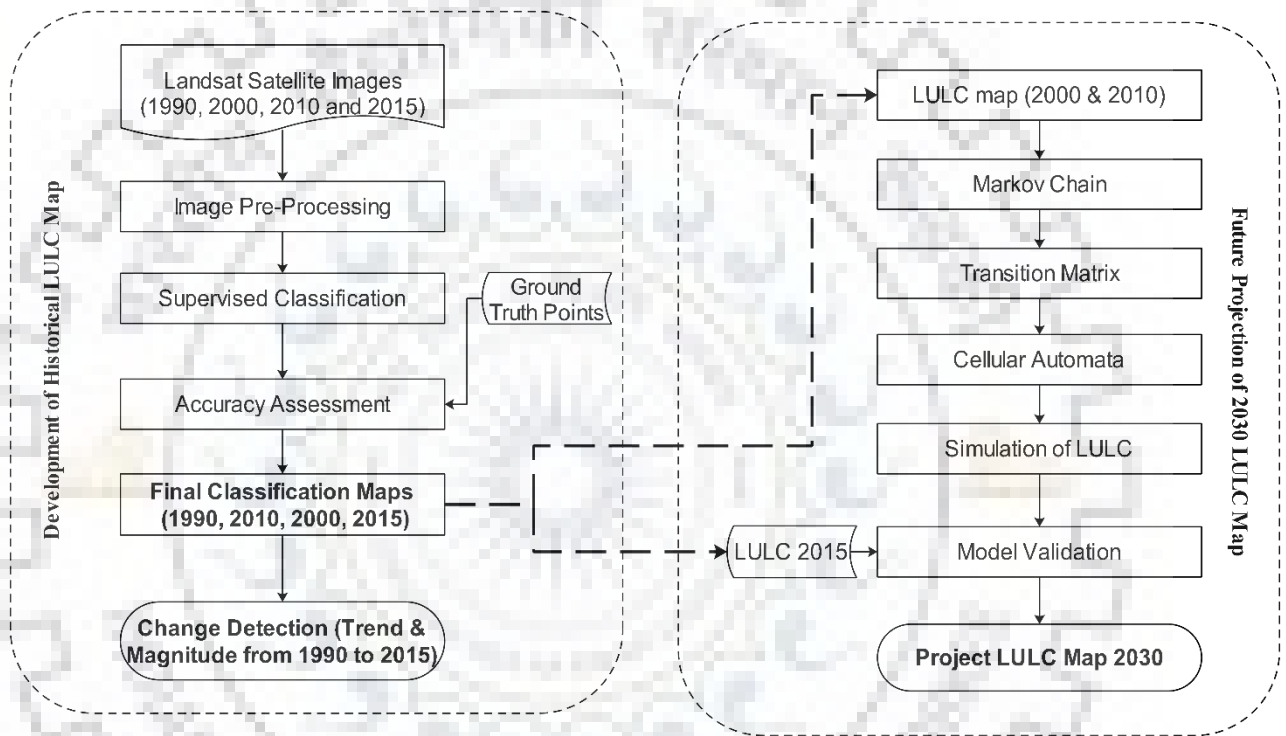 Development of Historical LULC Map
Landsat Satellite Images
(1990, 2000, 2010 and 2015)
Image Pre-Processing
Supervised Classification
Ground
Truth Points
Accuracy Assessment
Final Classification Maps
(1990, 2010, 2000, 2015)
Change Detection (Trend &
Magnitude from 1990 to 2015)
LULC map (2000 & 2010)
Markov Chain
Transition Matrix
Cellular Automata
Simulation of LULC
LULC 2015
Model Validation
Project LULC Map 2030
Future Projection of 2030 LULC Map